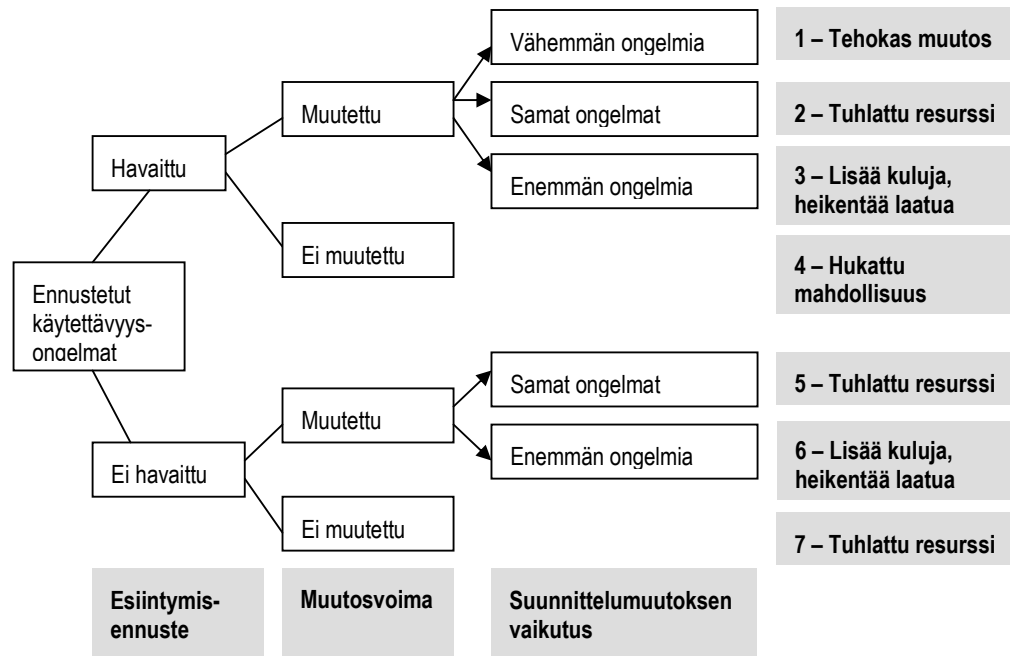 Vähemmän ongelmia
1 – Tehokas muutos
Muutettu
Samat ongelmat
2 – Tuhlattu resurssi
Havaittu
Enemmän ongelmia
3 – Lisää kuluja,
heikentää laatua
Ei muutettu
4 – Hukattu
mahdollisuus
Ennustetut
käytettävyys-
ongelmat
Samat ongelmat
5 – Tuhlattu resurssi
Muutettu
Ei havaittu
Enemmän ongelmia
6 – Lisää kuluja,
heikentää laatua
Ei muutettu
7 – Tuhlattu resurssi
Esiintymis-
ennuste
Muutosvoima
Suunnittelumuutoksen
vaikutus